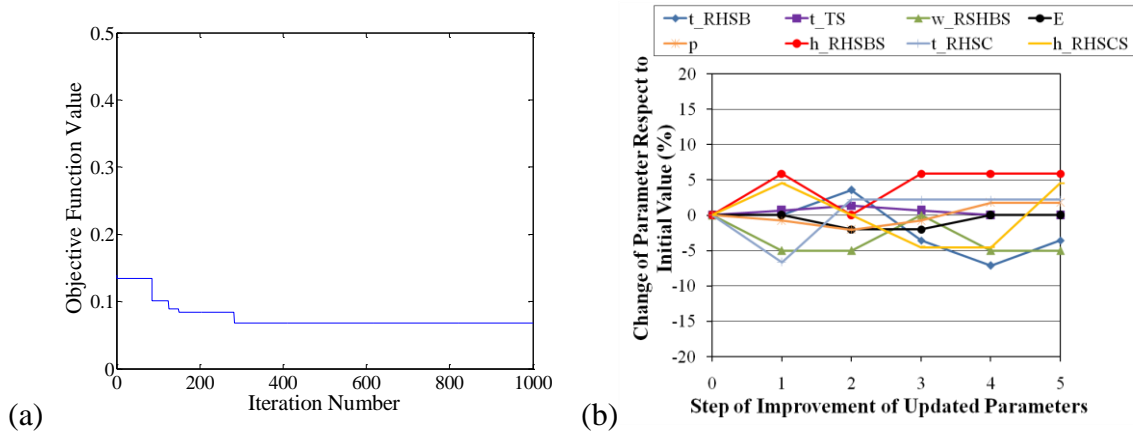 0.5
0.4
0.3
0.2
0.1
0
Objective Function Value
0 200 400 600 800 1000
Iteration Number
(a)
t_RHSB t_TS w_RSHBS E
p h_RHSBS t_RHSC h_RHSCS
20
15
10
5
0
-5
-10
-15
-20
Change of Parameter Respect to
Initial Value (%)
0 1 2 3 4 5
Step of Improvement of Updated Parameters
(b)